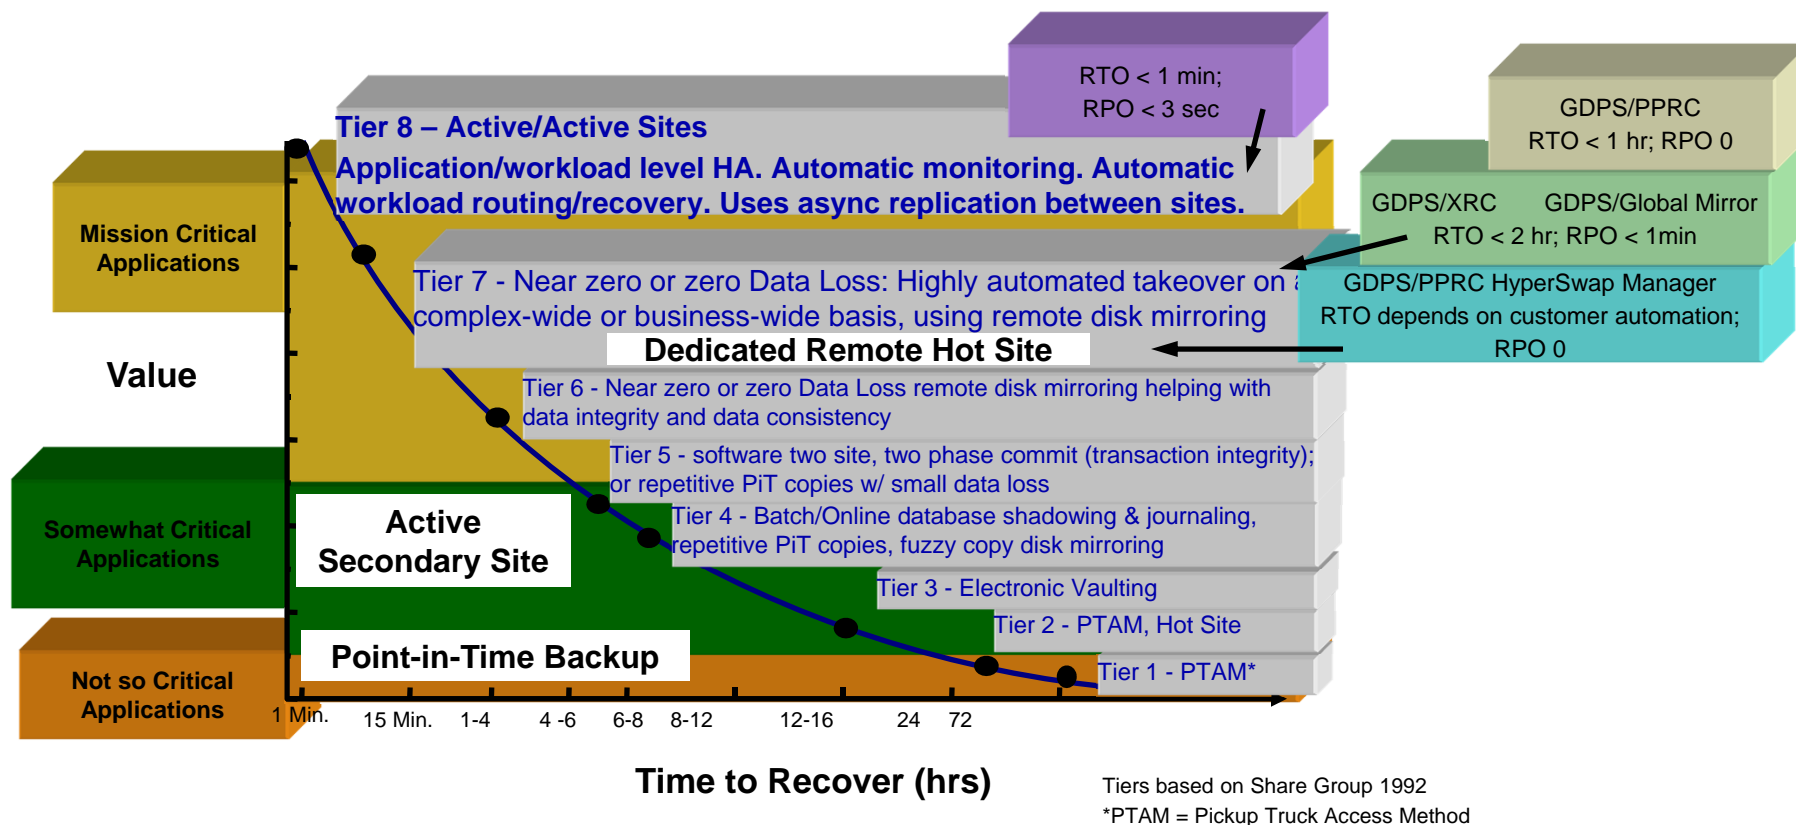 RTO < 1 min;
RPO < 3 sec
GDPS/PPRC
RTO < 1 hr; RPO 0
Tier 8 – Active/Active Sites
Application/workload level HA. Automatic monitoring. Automatic
workload routing/recovery. Uses async replication between sites.
GDPS/XRC GDPS/Global Mirror
RTO < 2 hr; RPO < 1min
Mission Critical
Applications
Tier 7 - Near zero or zero Data Loss: Highly automated takeover on a
complex-wide or business-wide basis, using remote disk mirroring
Dedicated Remote Hot Site
GDPS/PPRC HyperSwap Manager
RTO depends on customer automation;
RPO 0
Value
Tier 6 - Near zero or zero Data Loss remote disk mirroring helping with
data integrity and data consistency
Tier 5 - software two site, two phase commit (transaction integrity);
or repetitive PiT copies w/ small data loss
Somewhat Critical
Applications
Active
Secondary Site
Tier 4 - Batch/Online database shadowing & journaling,
repetitive PiT copies, fuzzy copy disk mirroring
Tier 3 - Electronic Vaulting
Tier 2 - PTAM, Hot Site
Point-in-Time Backup
Tier 1 - PTAM*
Not so Critical
Applications
1 Min. 15 Min. 1-4 4 -6 6-8 8-12 12-16 24 72
Time to Recover (hrs)
Tiers based on Share Group 1992
*PTAM = Pickup Truck Access Method